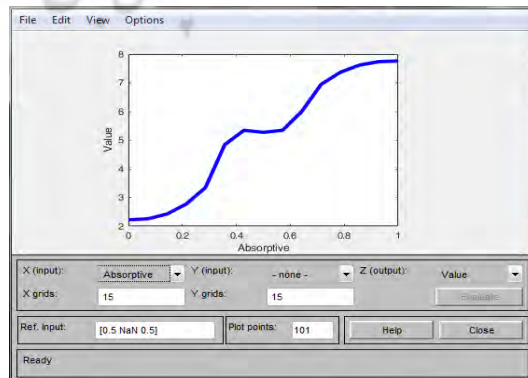 File Edit View Options
8
7
6
5
4
3
2
Value
0 0.2 0.4 0.6 0.8 1
Absorptive
X (input): Absorptive Y (input): - none - Z (output): Value
X grids: 15 Y grids: 15 Evaluate
Ref. Input: [0.5 NaN 0.5] Plot points: 101 Help Close
Ready